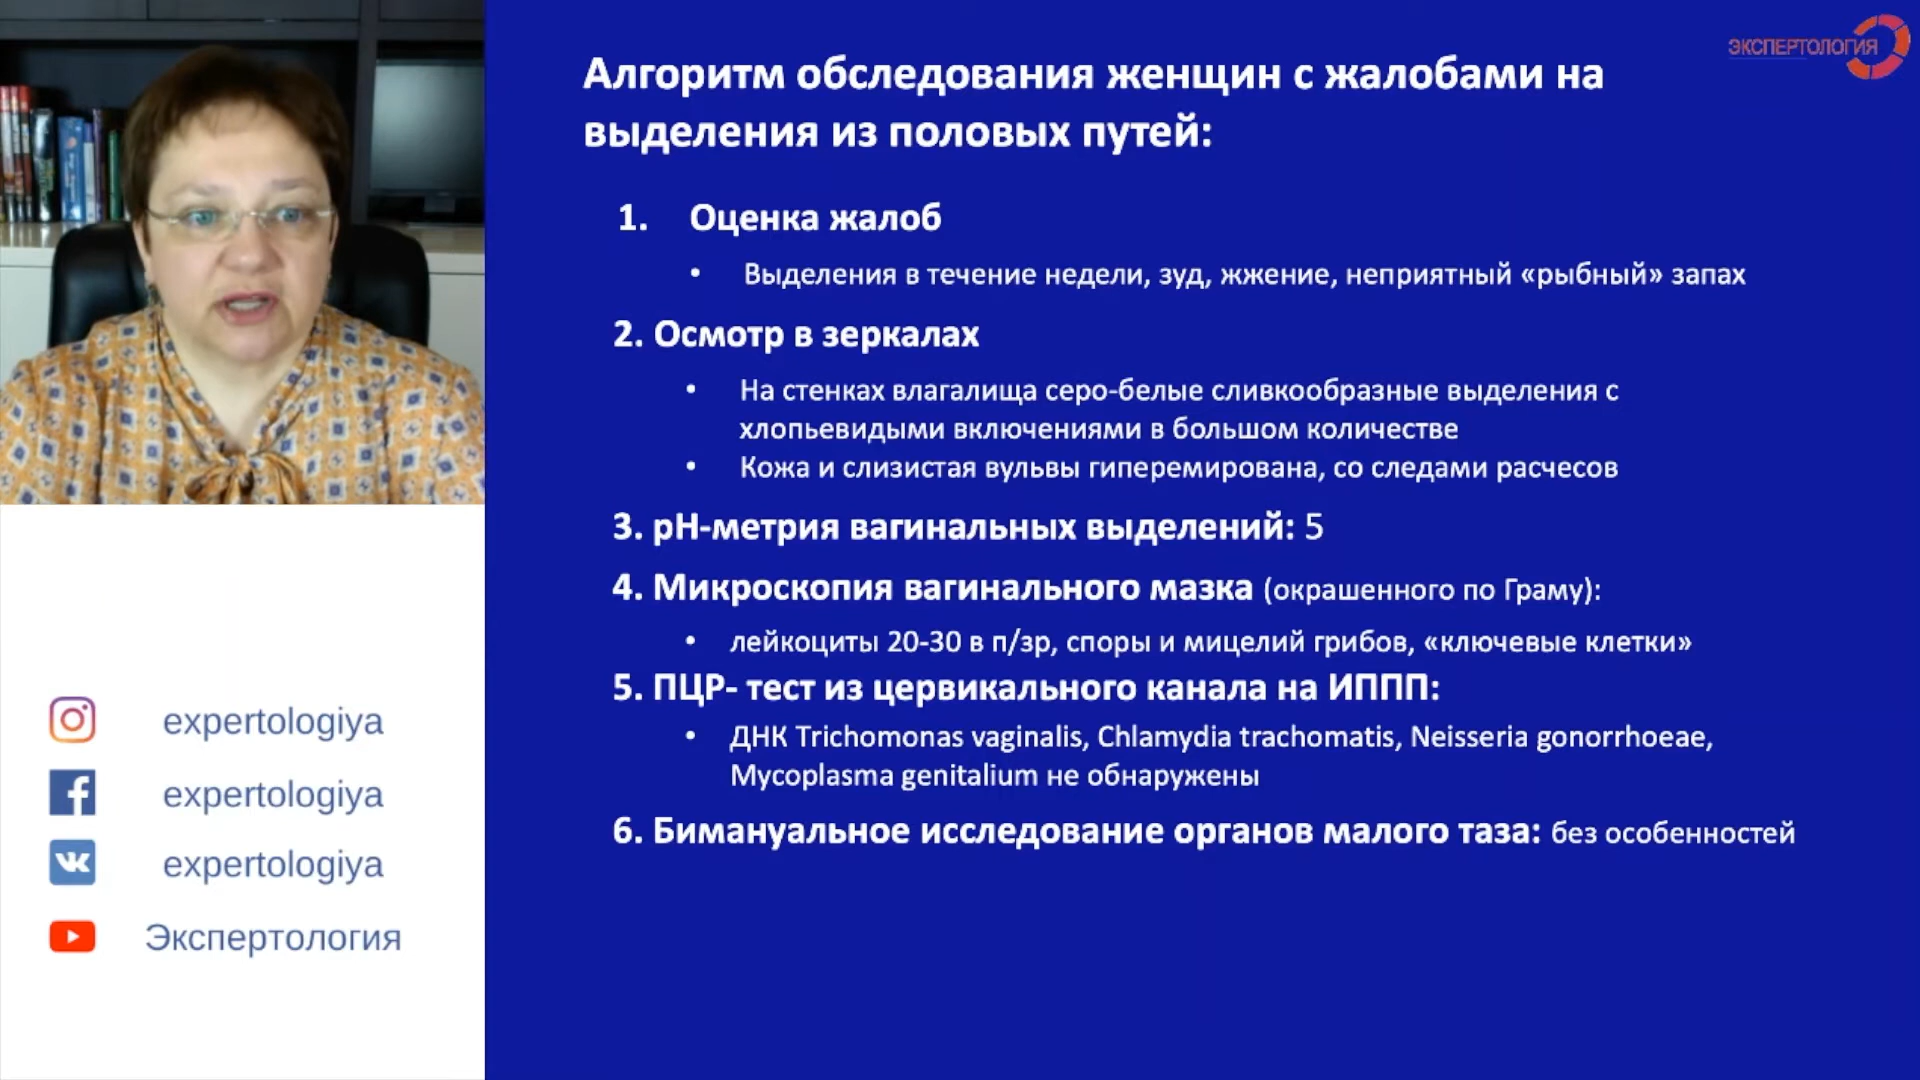 ЭКСПЕРТОЛОГИЯ
Алгоритм обследования женщин с жалобами на
выделения из половых путей:
1. Оценка жалоб
• Выделения в течение недели, зуд, жжение, неприятный «рыбный» запах
2. Осмотр в зеркалах
• На стенках влагалища серо-белые сливкообразные выделения с
хлопьевидыми включениями в большом количестве
• Кожа и слизистая вульвы гиперемирована, со следами расчесов
3. pH-метрия вагинальных выделений: 5
4. Микроскопия вагинального мазка (окрашенного по Граму):
• лейкоциты 20-30 в п/зр, споры и мицелий грибов, «ключевые клетки»
5. ПЦР- тест из цервикального канала на ИППП:
• ДНК Trichomonas vaginalis, Chlamydia trachomatis, Neisseria gonorrhoeae,
Mycoplasma genitalium не обнаружены
6. Бимануальное исследование органов малого таза: без особенностей
expertologiya
expertologiya
expertologiya
Экспертология